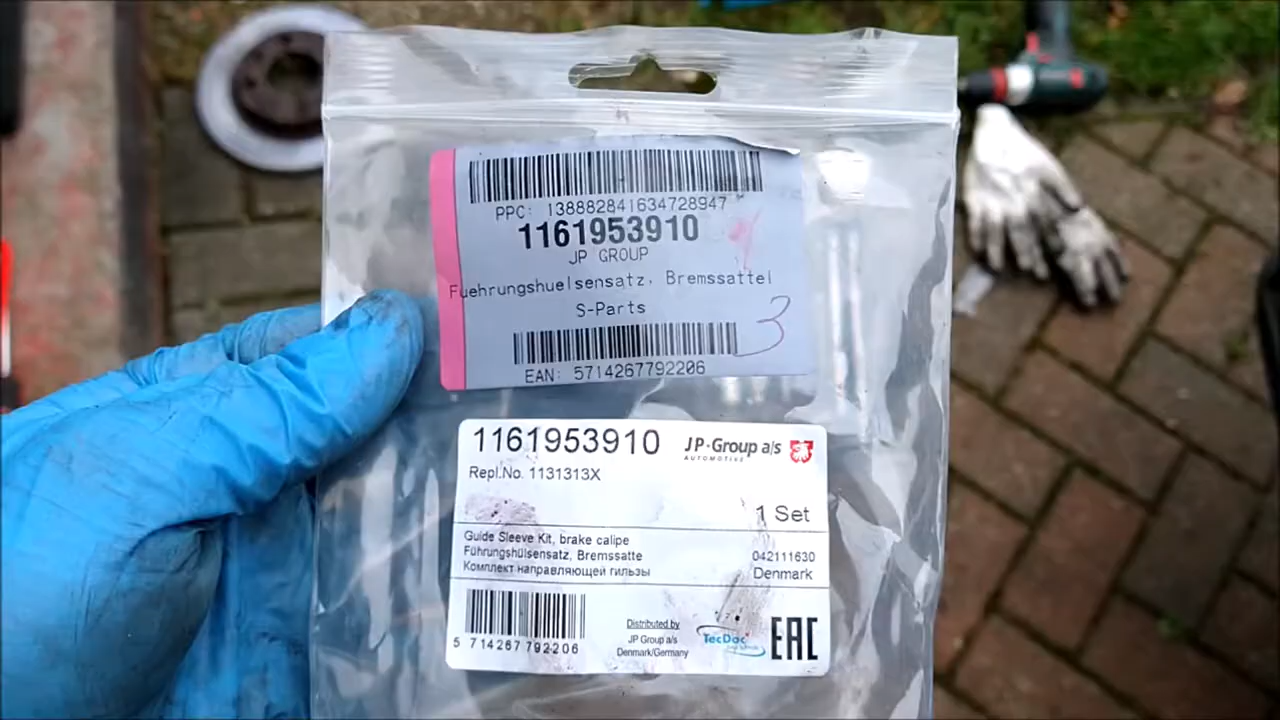 PPC: 138882841634728947
1161953910
JP GROUP
Fuehrungshuelsensatz, Bremssattel
S-Parts
3
EAN: 5714267792206
1161953910
JP-Group a/s
AUTOMOTIVE
Repl.No. 1131313X
1 Set
Guide Sleeve Kit, brake calipe
Führungshülsensatz, Bremssatte
Комплект направляющей гильзы
042111630
Denmark
5 714267 792206
Distributed by
JP Group a/s
Denmark/Germany
TecDoc
EAC